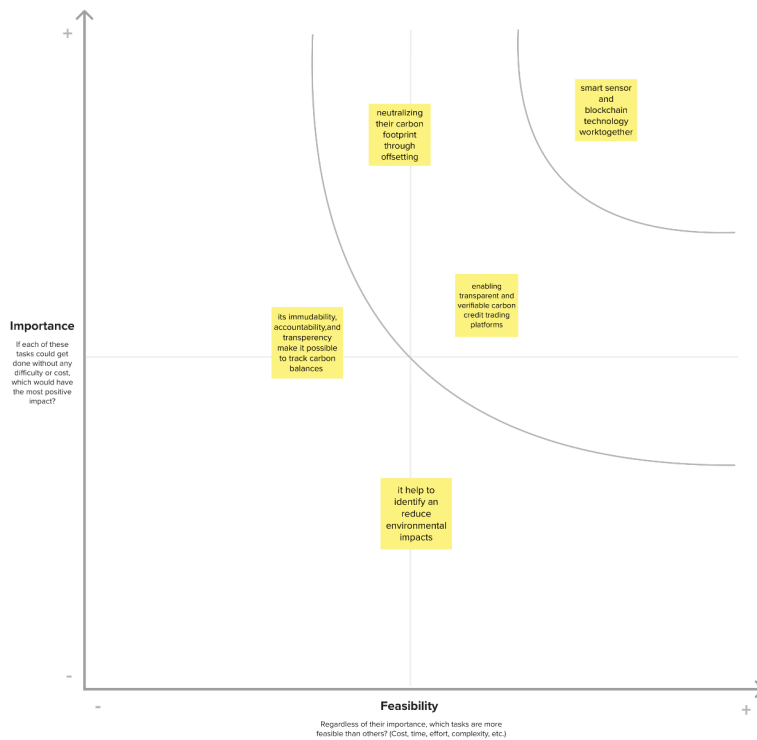 +
smart sensor
and
blockchain
technology
worktogether
neutralizing
their carbon
footprint
through
offsetting
enabling
transparent and
verifiable carbon
credit trading
platforms
its immudability,
accountability,and
transperency
make it possible
to track carbon
balances
Importance
If each of these
tasks could get
done without any
difficulty or cost,
which would have
the most positive
impact?
it help to
identify an
reduce
environmental
impacts
-
-
Feasibility
+
Regardless of their importance, which tasks are more
feasible than others? (Cost, time, effort, complexity, etc.)